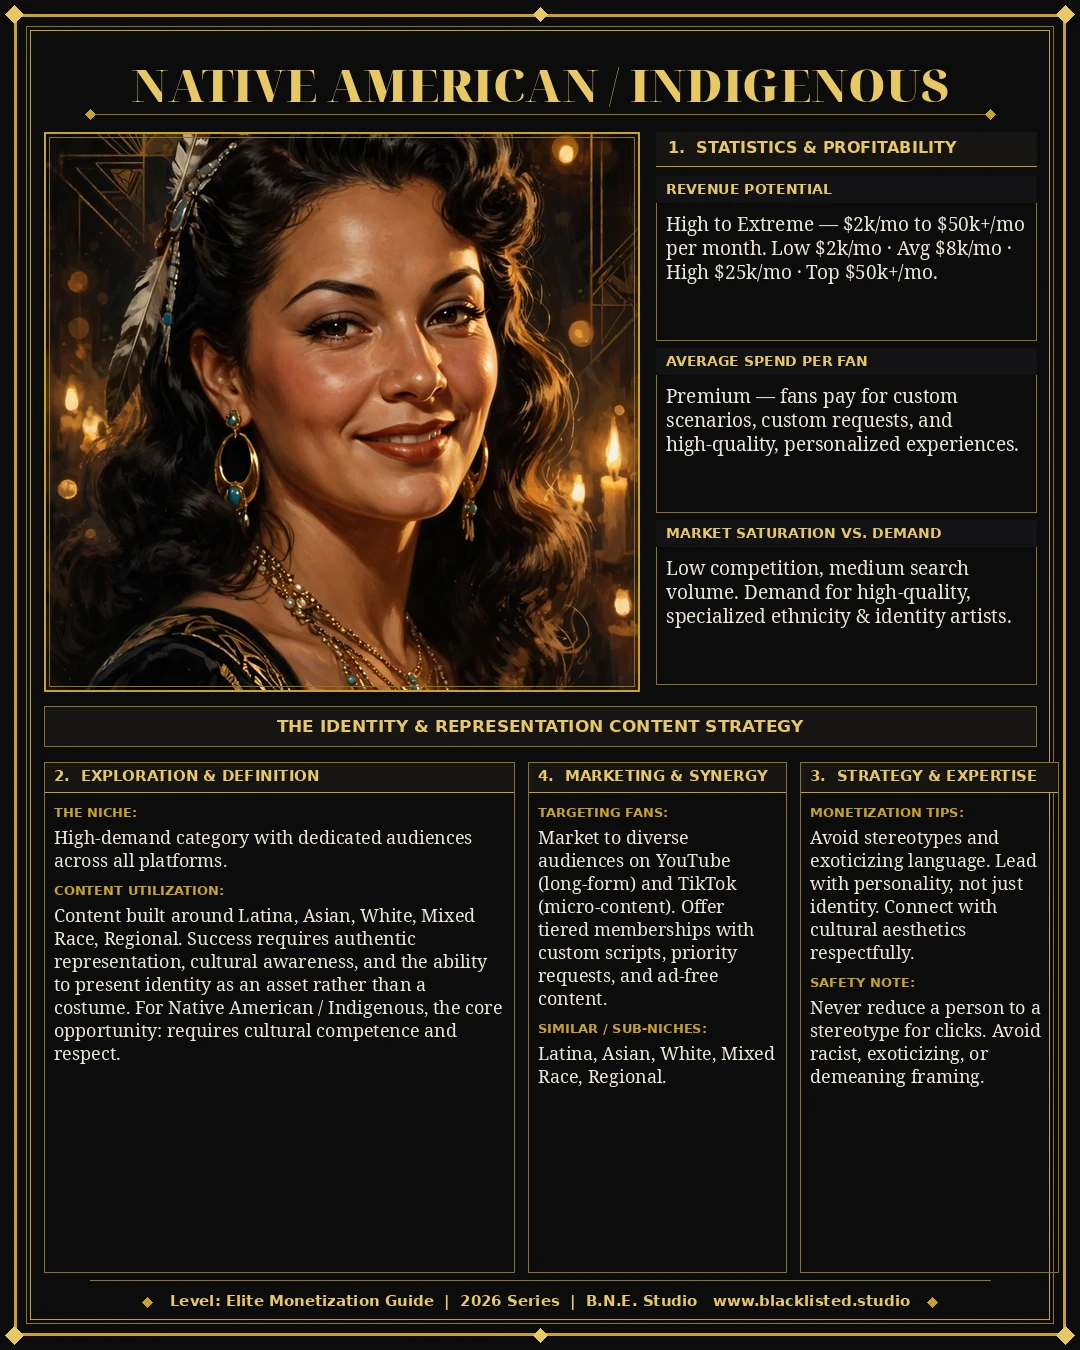 NATIVE AMERICAN / INDIGENOUS
1. STATISTICS & PROFITABILITY
REVENUE POTENTIAL
High to Extreme — $2k/mo to $50k+/mo
per month. Low $2k/mo · Avg $8k/mo ·
High $25k/mo · Top $50k+/mo.
AVERAGE SPEND PER FAN
Premium — fans pay for custom
scenarios, custom requests, and
high-quality, personalized experiences.
MARKET SATURATION VS. DEMAND
Low competition, medium search
volume. Demand for high-quality,
specialized ethnicity & identity artists.
THE IDENTITY & REPRESENTATION CONTENT STRATEGY
2. EXPLORATION & DEFINITION
THE NICHE:
High-demand category with dedicated audiences
across all platforms.
CONTENT UTILIZATION:
Content built around Latina, Asian, White, Mixed
Race, Regional. Success requires authentic
representation, cultural awareness, and the ability
to present identity as an asset rather than a
costume. For Native American / Indigenous, the core
opportunity: requires cultural competence and
respect.
4. MARKETING & SYNERGY
TARGETING FANS:
Market to diverse
audiences on YouTube
(long-form) and TikTok
(micro-content). Offer
tiered memberships with
custom scripts, priority
requests, and ad-free
content.
SIMILAR / SUB-NICHES:
Latina, Asian, White, Mixed
Race, Regional.
3. STRATEGY & EXPERTISE
MONETIZATION TIPS:
Avoid stereotypes and
exoticizing language. Lead
with personality, not just
identity. Connect with
cultural aesthetics
respectfully.
SAFETY NOTE:
Never reduce a person to a
stereotype for clicks. Avoid
racist, exoticizing, or
demeaning framing.
Level: Elite Monetization Guide | 2026 Series | B.N.E. Studio www.blacklisted.studio